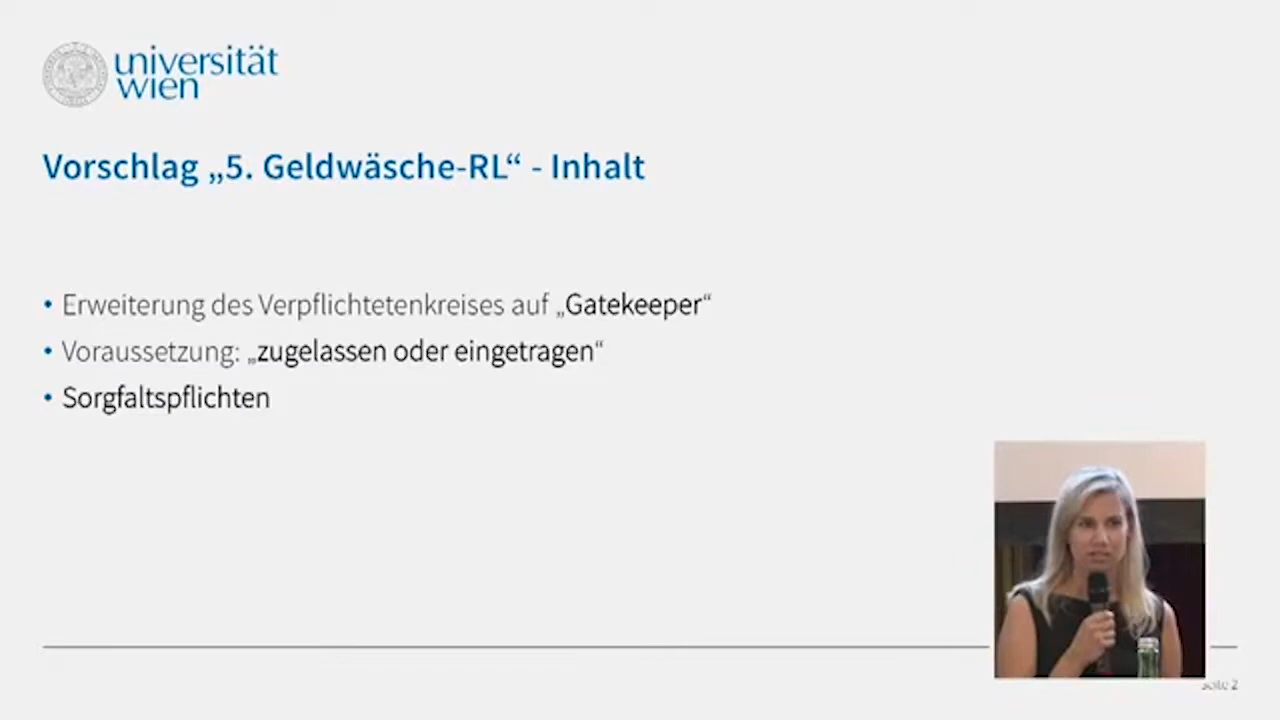 universität
wien
Vorschlag „5. Geldwäsche-RL“ - Inhalt
• Erweiterung des Verpflichtetenkreises auf „Gatekeeper“
• Voraussetzung: „zugelassen oder eingetragen“
• Sorgfaltspflichten
Seite 2